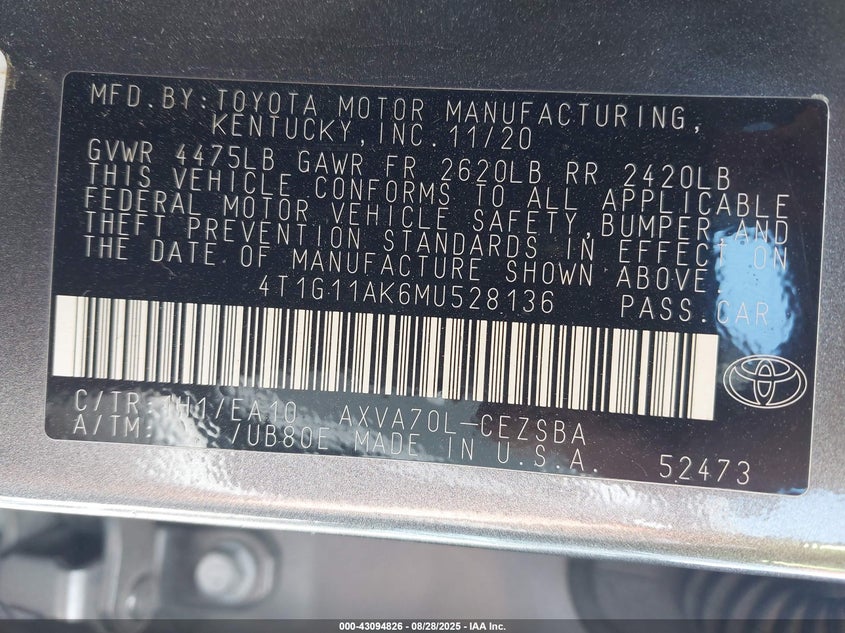 MFD.BY:TOYOTA MOTOR MANUFACTURING,
KENTUCKY,INC.11/20
GVWR 4475LB GAWR FR 2620LB RR 2420LB
THIS VEHICLE CONFORMS TO ALL APPLICABLE
FEDERAL MOTOR VEHICLE SAFETY,BUMPER AND
THEFT PREVENTION STANDARDS IN EFFECT ON
THE DATE OF MANUFACTURE SHOWN ABOVE.
4T1G11AK6MU528136 PASS.CAR
C/TR:1H1/EA10 AXVA70L-CEZSBA
A/TM: /UB80E MADE IN U.S.A. 52473
000-43094826 - 08/28/2025 - IAA Inc.